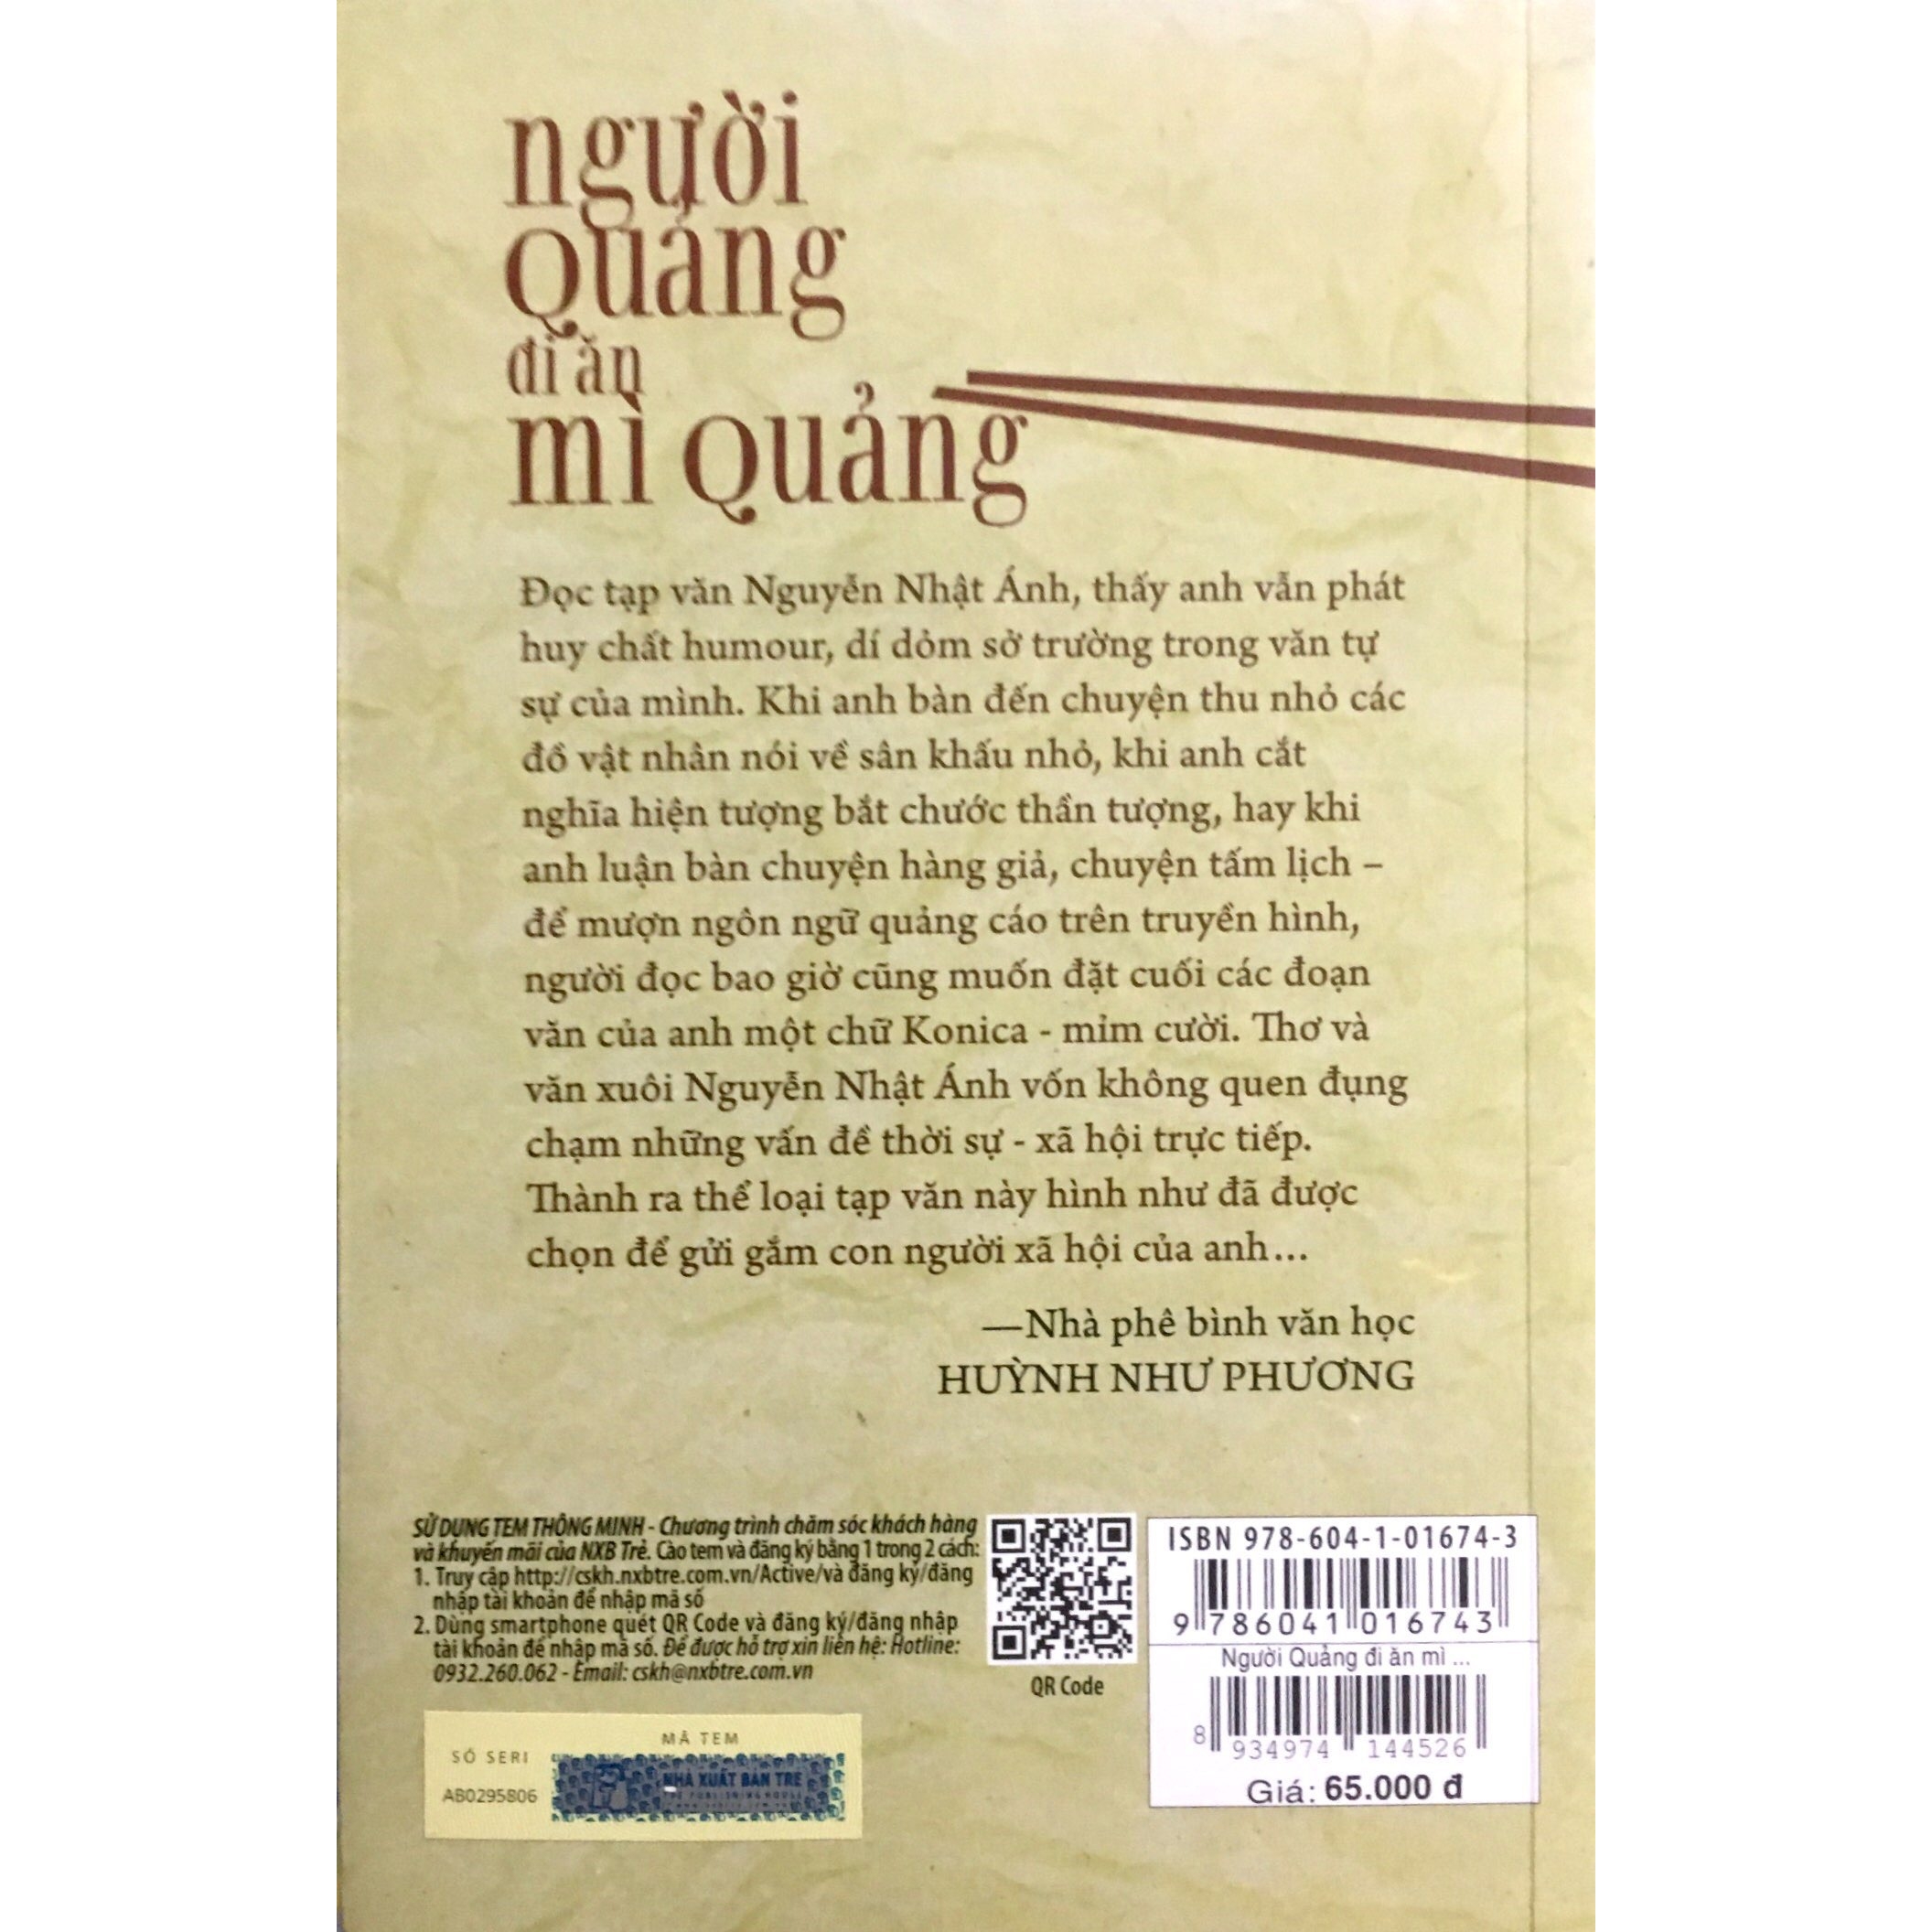 người
Quảng
đi ăn
mì Quảng
Đọc tạp văn Nguyễn Nhật Ánh, thấy anh vẫn phát
huy chất humour, dí dỏm sở trường trong văn tự
sự của mình. Khi anh bàn đến chuyện thu nhỏ các
đồ vật nhân nói về sân khấu nhỏ, khi anh cắt
nghĩa hiện tượng bắt chước thần tượng, hay khi
anh luận bàn chuyện hàng giả, chuyện tấm lịch –
để mượn ngôn ngữ quảng cáo trên truyền hình,
người đọc bao giờ cũng muốn đặt cuối các đoạn
văn của anh một chữ Konica - mỉm cười. Thơ và
văn xuôi Nguyễn Nhật Ánh vốn không quen đụng
chạm những vấn đề thời sự - xã hội trực tiếp.
Thành ra thể loại tạp văn này hình như đã được
chọn để gửi gắm con người xã hội của anh...
—Nhà phê bình văn học
HUỲNH NHƯ PHƯƠNG
SỬ DỤNG TEM THÔNG MINH - Chương trình chăm sóc khách hàng
và khuyến mãi của NXB Trẻ. Cào tem và đăng ký bằng 1 trong 2 cách:
1. Truy cập http://cskh.nxbtre.com.vn/Active/và đăng ký/đăng
nhập tài khoản để nhập mã số
2. Dùng smartphone quét QR Code và đăng ký/đăng nhập
tài khoản để nhập mã số. Để được hỗ trợ xin liên hệ: Hotline:
0932.260.062 - Email: cskh@nxbtre.com.vn
QR Code
ISBN 978-604-1-01674-3
9 786041 016743
Người Quảng đi ăn mì ...
8 934974 144526
Giá: 65.000 đ
MÃ TEM
SỐ SERI
AB0295806
NHÀ XUẤT BẢN TRẺ